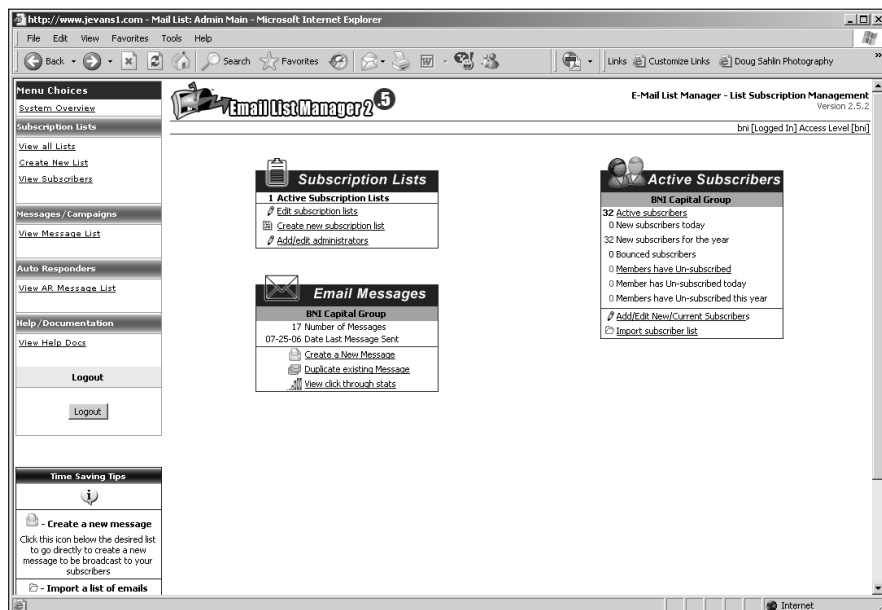 http://www.jevans1.com - Mail List: Admin Main - Microsoft Internet Explorer
File Edit View Favorites Tools Help
Back Search Favorites Links Customize Links Doug Sahlin Photography »
Menu Choices
System Overview
Subscription Lists
View all Lists
Create New List
View Subscribers
Messages/Campaigns
View Message List
Auto Responders
View AR Message List
Help/Documentation
View Help Docs
Logout
Logout
Time Saving Tips
- Create a new message
Click this icon below the desired list
to go directly to create a new
message to be broadcast to your
subscribers
- Import a list of emails
Email List Manager 2.5
E-Mail List Manager - List Subscription Management
Version 2.5.2
bni [Logged In] Access Level [bni]
Subscription Lists
1 Active Subscription Lists
Edit subscription lists
Create new subscription list
Add/edit administrators
Email Messages
BNI Capital Group
17 Number of Messages
07-25-06 Date Last Message Sent
Create a New Message
Duplicate existing Message
View click through stats
Active Subscribers
BNI Capital Group
32 Active subscribers
0 New subscribers today
32 New subscribers for the year
0 Bounced subscribers
0 Members have Un-subscribed
0 Member has Un-subscribed today
0 Members have Un-subscribed this year
Add/Edit New/Current Subscribers
Import subscriber list
Internet